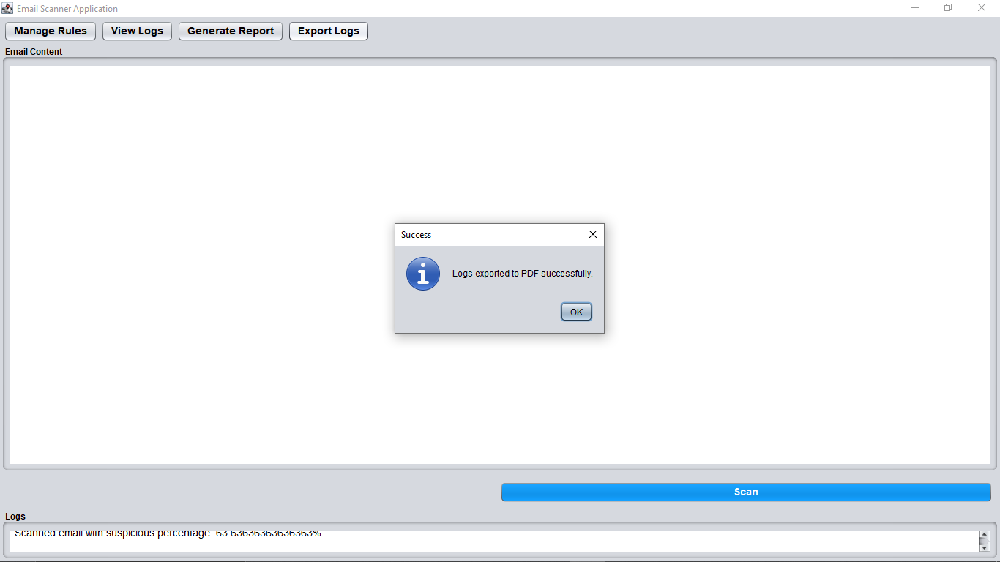 Email Scanner Application
Manage Rules View Logs Generate Report Export Logs
Email Content
Success
Logs exported to PDF successfully.
OK
Scan
Logs
Scanned email with suspicious percentage: 63.63636363636363%